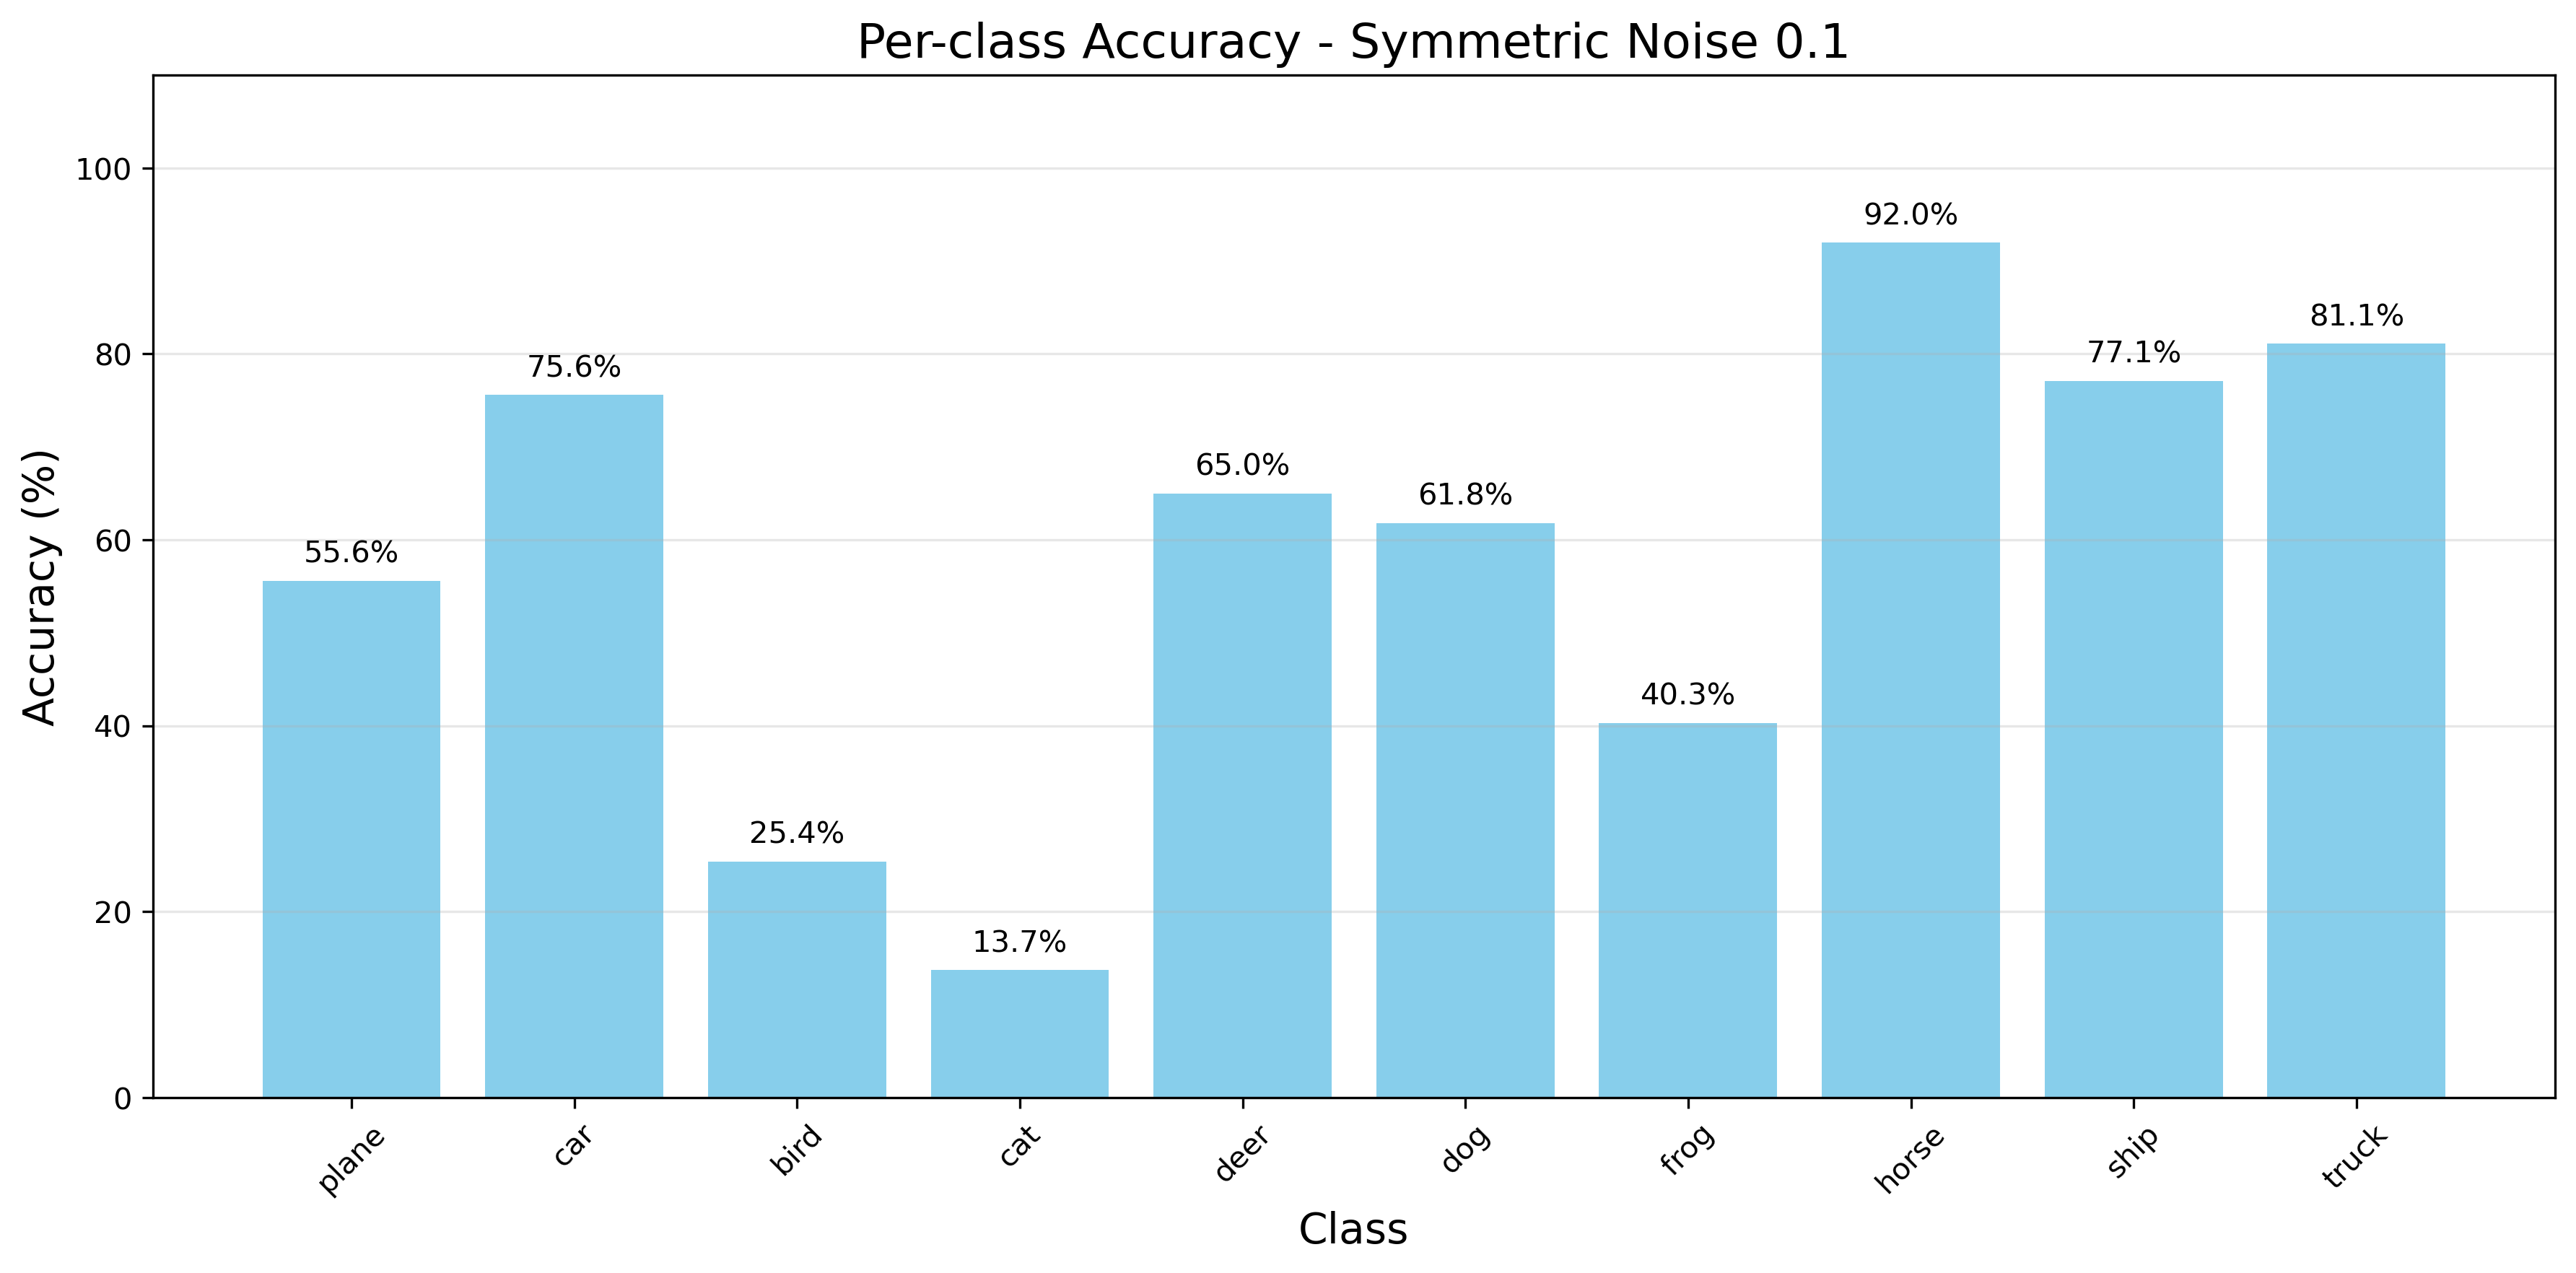 Per-class Accuracy - Symmetric Noise 0.1
Accuracy (%)
100
80
60
40
20
0
55.6%
75.6%
25.4%
13.7%
65.0%
61.8%
40.3%
92.0%
77.1%
81.1%
plane
car
bird
cat
deer
dog
frog
horse
ship
truck
Class